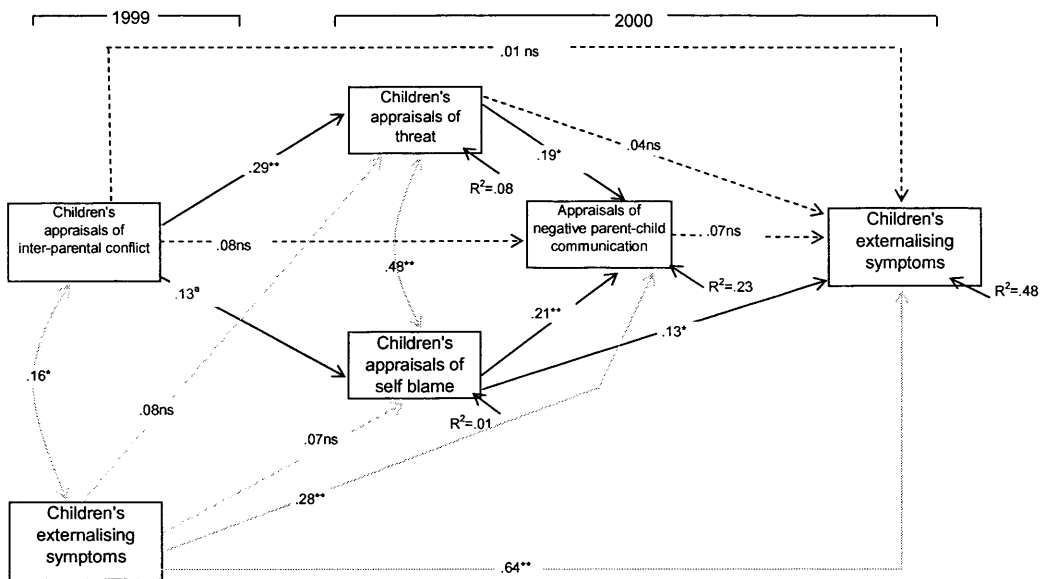 1999
2000
.01 ns
Children's
appraisals of
threat
.04ns
.29**
.19*
R²=.08
Children's
appraisals of
inter-parental conflict
.08ns
Appraisals of
negative parent-child
communication
.07ns
Children's
externalising
symptoms
.48**
R²=.23
R²=.48
.13ª
.21**
Children's
appraisals of
self blame
.13*
.16*
.08ns
R²=.01
.07ns
.28**
Children's
externalising
symptoms
.64**